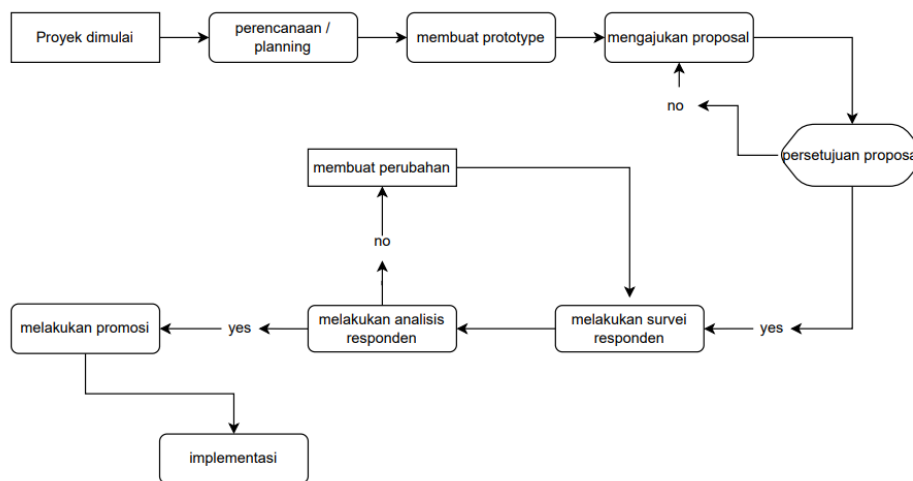 Proyek dimulai
perencanaan /
planning
membuat prototype
mengajukan proposal
no
persetujuan proposa
membuat perubahan
no
melakukan promosi
yes
melakukan analisis
responden
melakukan survei
responden
yes
implementasi